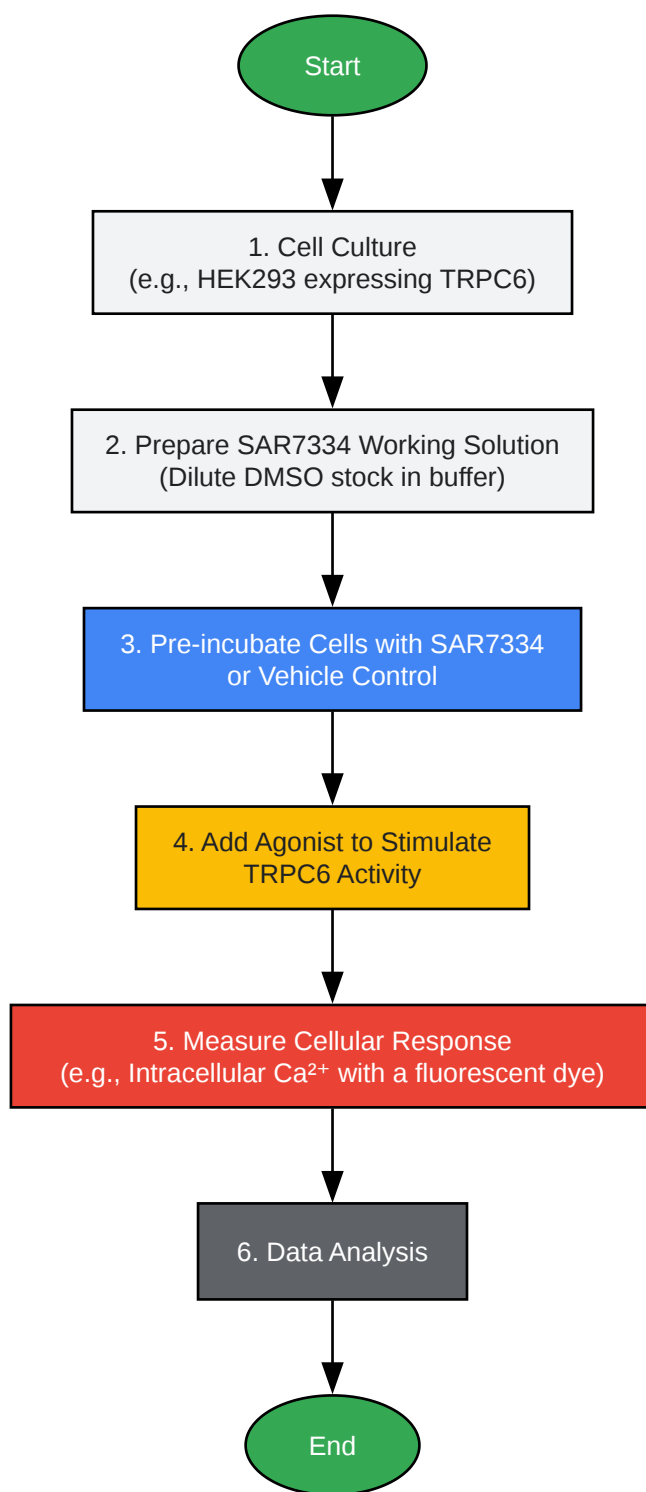 Start
1. Cell Culture
(e.g., HEK293 expressing TRPC6)
2. Prepare SAR7334 Working Solution
(Dilute DMSO stock in buffer)
3. Pre-incubate Cells with SAR7334
or Vehicle Control
4. Add Agonist to Stimulate
TRPC6 Activity
5. Measure Cellular Response
(e.g., Intracellular Ca²⁺ with a fluorescent dye)
6. Data Analysis
End